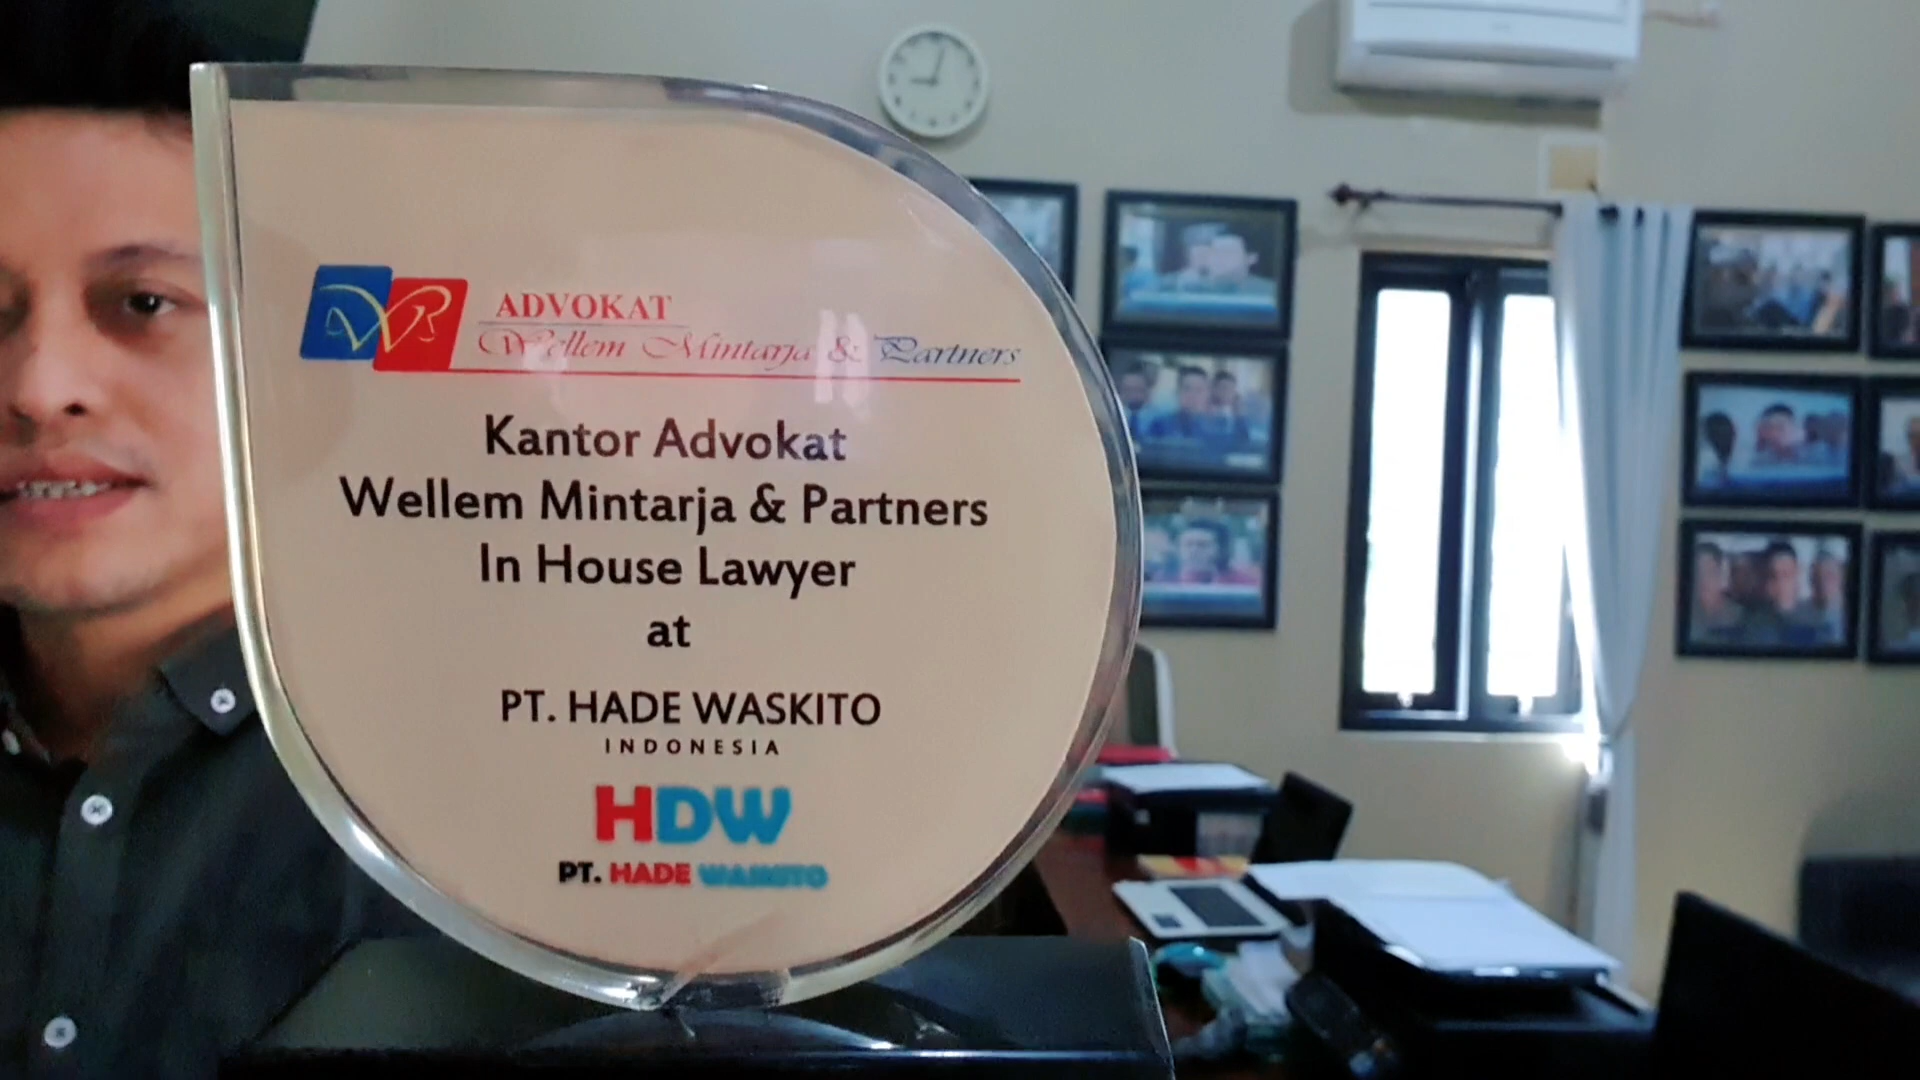 ADVOKAT
Wellem Mintarja & Partners
Kantor Advokat
Wellem Mintarja & Partners
In House Lawyer
at
PT. HADE WASKITO
INDONESIA
HDW
PT. HADE WASKITO